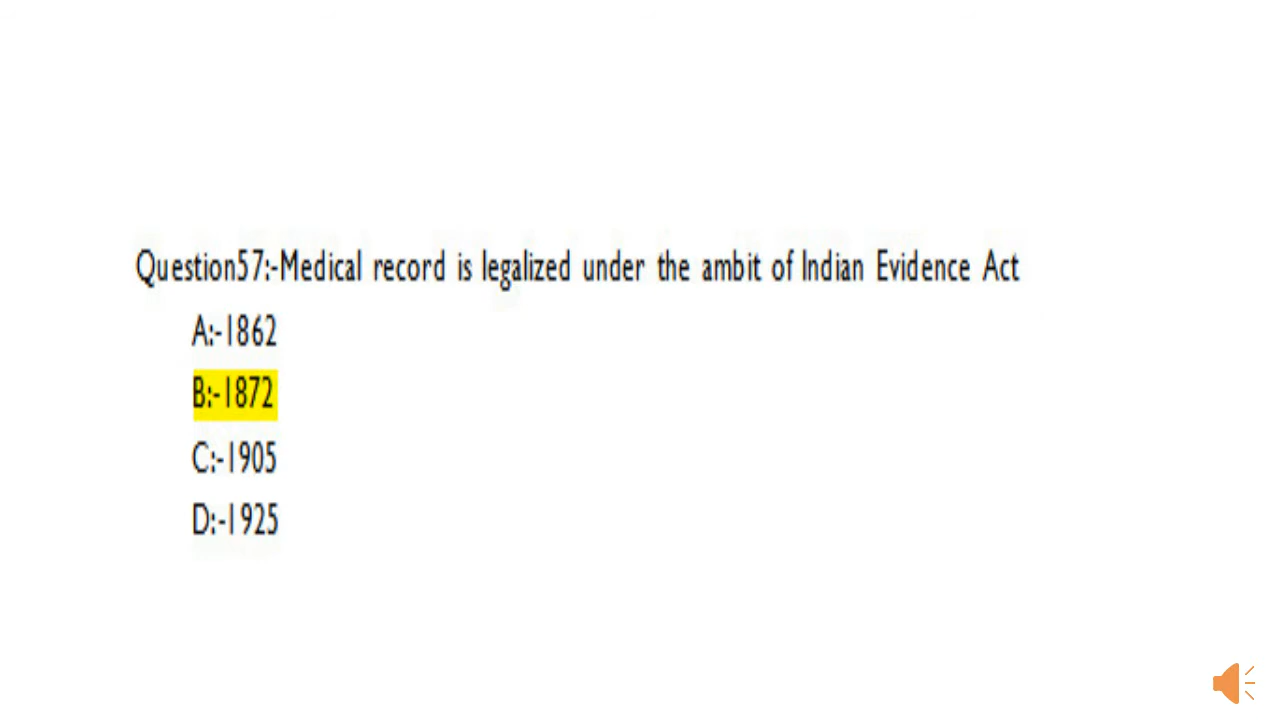 Question57:-Medical record is legalized under the ambit of Indian Evidence Act
A:-1862
B:-1872
C:-1905
D:-1925